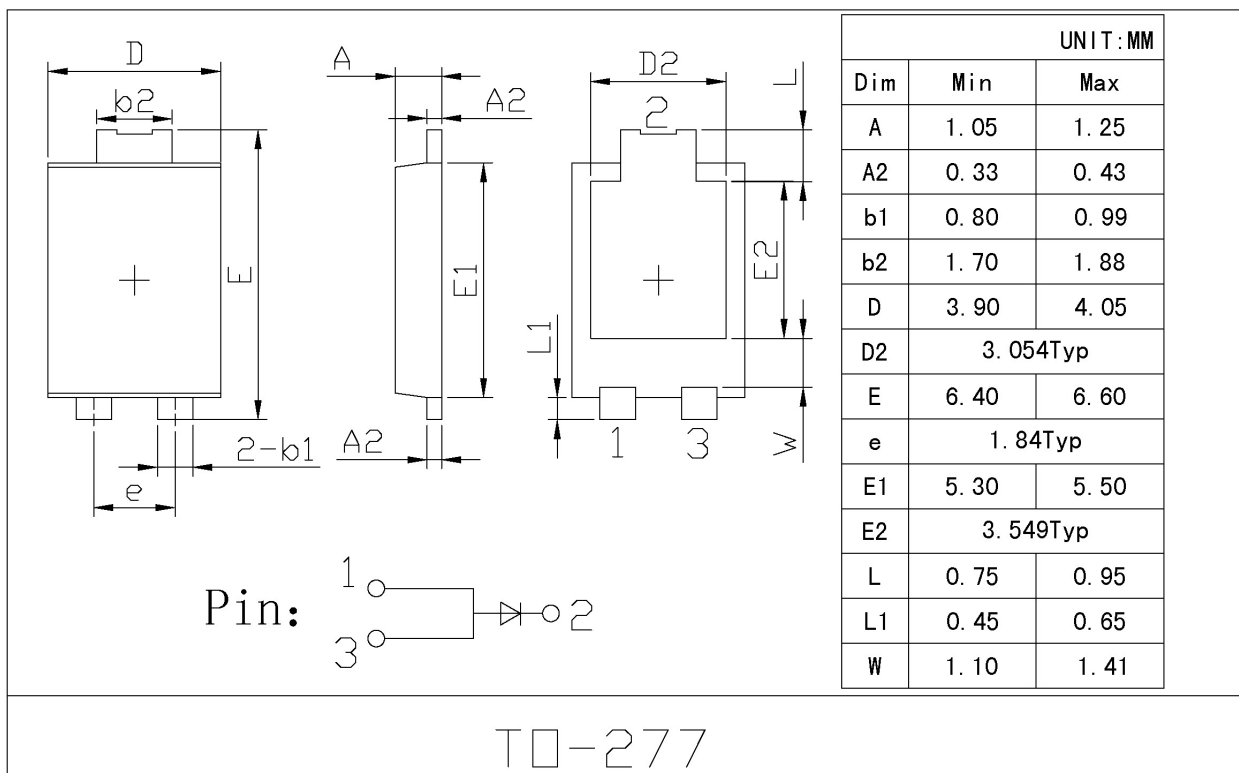 D
b2
E
2-b1
e
A
A2
E1
A2
D2
2
L
E2
L1
W
1 3
Pin:
1
3
2
UNIT:MM
Dim Min Max
A 1.05 1.25
A2 0.33 0.43
b1 0.80 0.99
b2 1.70 1.88
D 3.90 4.05
D2 3.054Typ
E 6.40 6.60
e 1.84Typ
E1 5.30 5.50
E2 3.549Typ
L 0.75 0.95
L1 0.45 0.65
W 1.10 1.41
TO-277